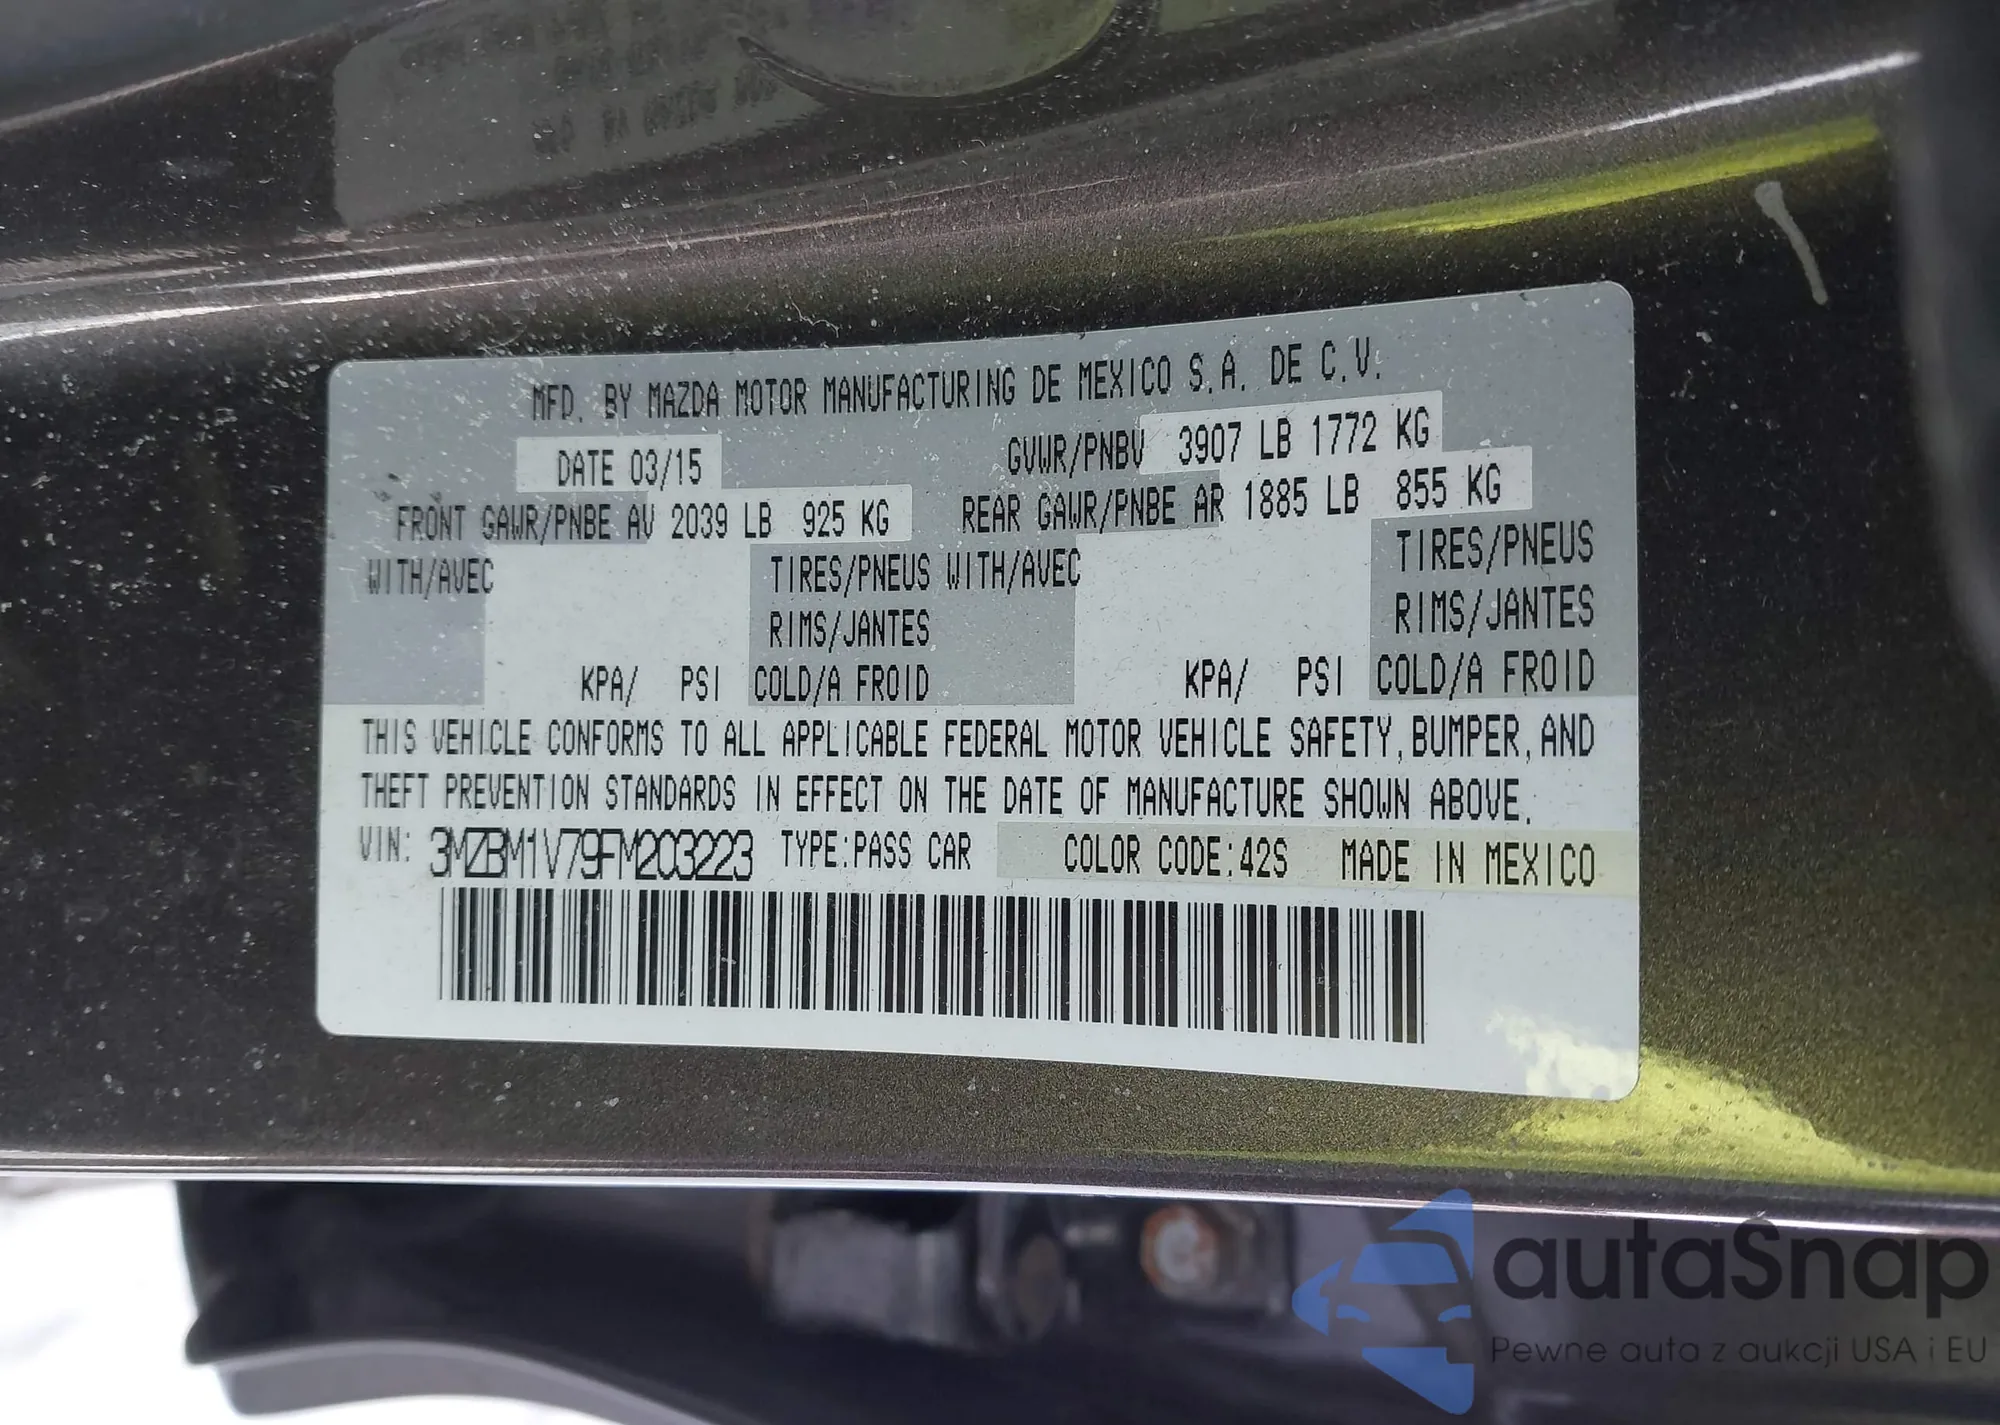 MFD. BY MAZDA MOTOR MANUFACTURING DE MEXICO S.A. DE C.V.
DATE 03/15 GVWR/PNBV 3907 LB 1772 KG
FRONT GAWR/PNBE AV 2039 LB 925 KG REAR GAWR/PNBE AR 1885 LB 855 KG
WITH/AVEC TIRES/PNEUS WITH/AVEC TIRES/PNEUS
RIMS/JANTES RIMS/JANTES
KPA/ PSI COLD/A FROID KPA/ PSI COLD/A FROID
THIS VEHICLE CONFORMS TO ALL APPLICABLE FEDERAL MOTOR VEHICLE SAFETY, BUMPER, AND
THEFT PREVENTION STANDARDS IN EFFECT ON THE DATE OF MANUFACTURE SHOWN ABOVE.
VIN: 3MZBM1V79FM203223 TYPE:PASS CAR COLOR CODE:42S MADE IN MEXICO
autaSnap
Pewne auta z aukcji USA i EU